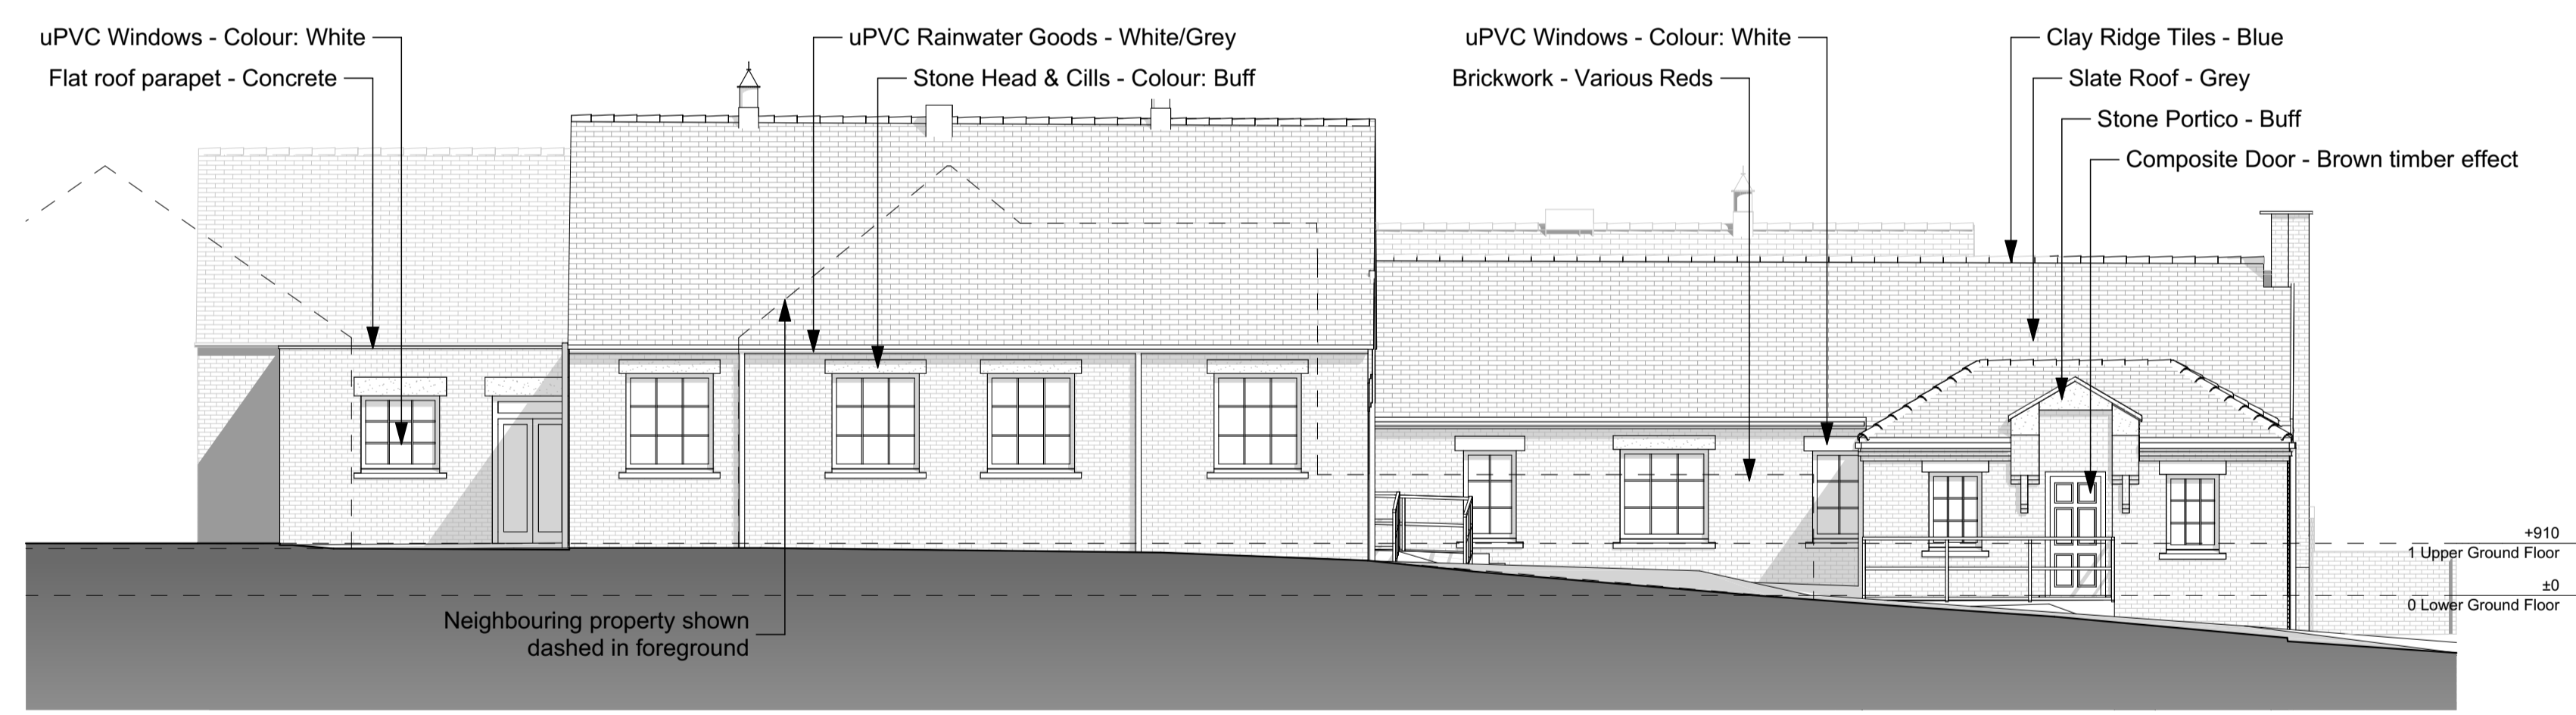 uPVC Windows - Colour: White
Flat roof parapet - Concrete
uPVC Rainwater Goods - White/Grey
Stone Head & Cills - Colour: Buff
uPVC Windows - Colour: White
Brickwork - Various Reds
Clay Ridge Tiles - Blue
Slate Roof - Grey
Stone Portico - Buff
Composite Door - Brown timber effect
+910
1 Upper Ground Floor
±0
0 Lower Ground Floor
Neighbouring property shown
dashed in foreground